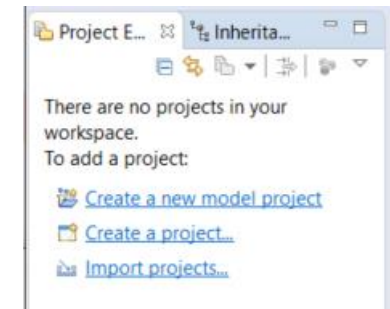 Project E... Inherita...
There are no projects in your
workspace.
To add a project:
Create a new model project
Create a project...
Import projects...